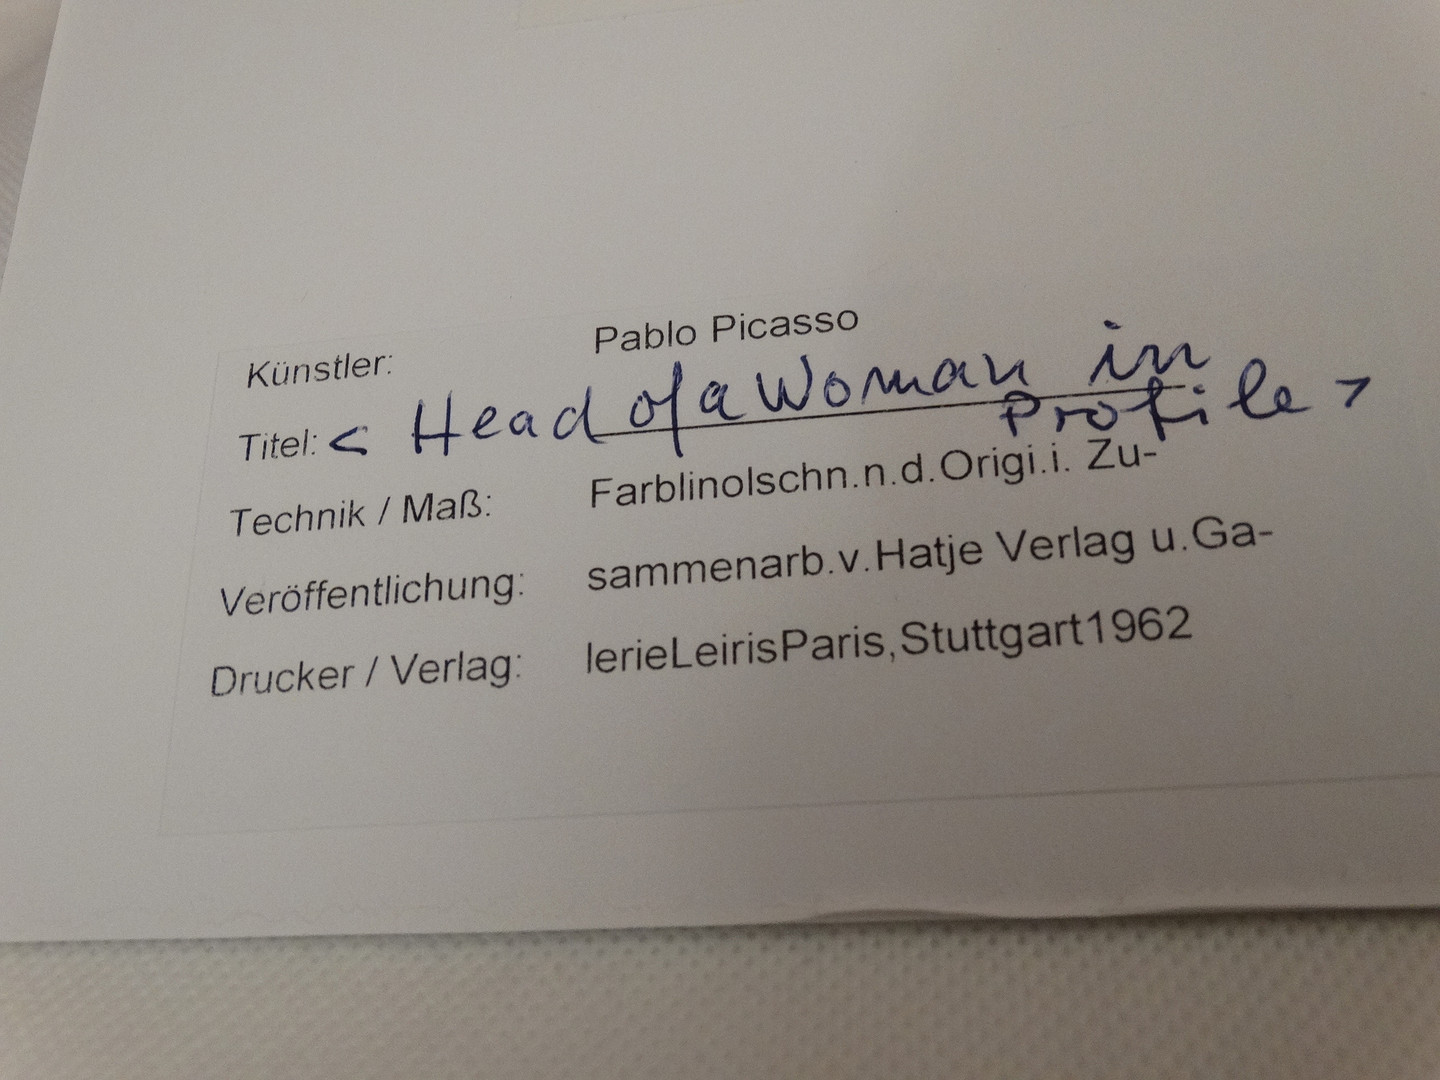 Künstler: Pablo Picasso
Titel: < Head of a Woman in
Profile >
Technik / Maß: Farblinolschn.n.d.Origi.i. Zu-
Veröffentlichung: sammenarb.v.Hatje Verlag u.Ga-
Drucker / Verlag: lerieLeirisParis,Stuttgart1962